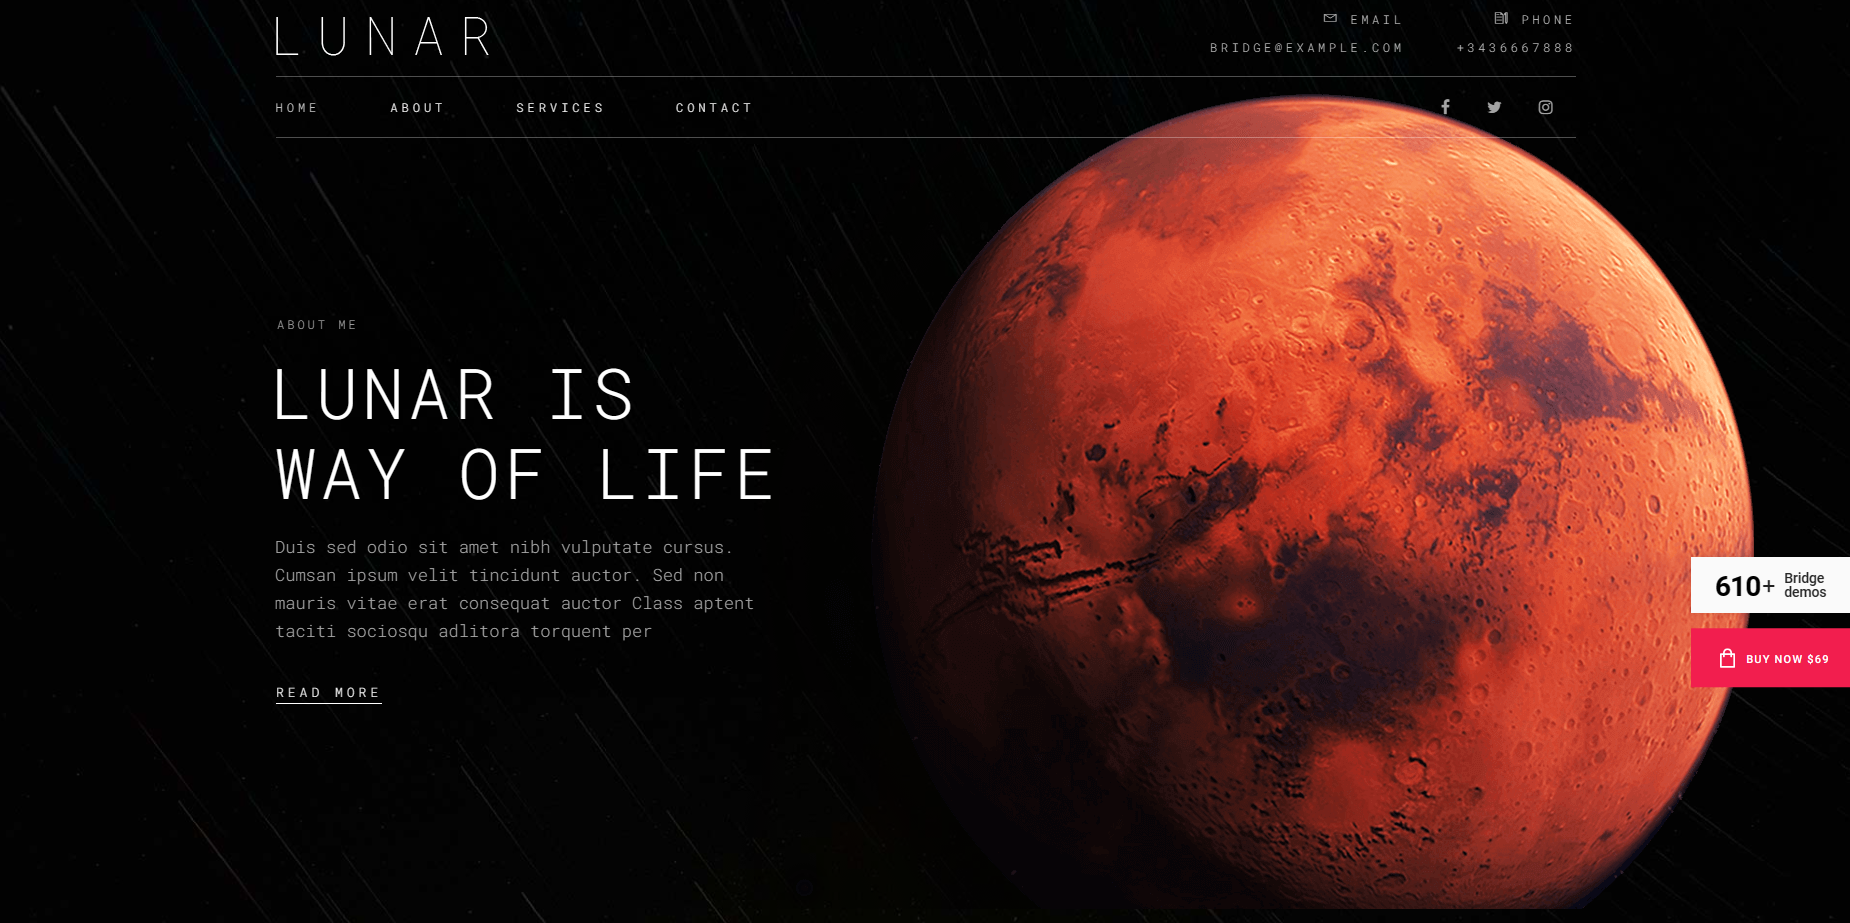 LUNAR
EMAIL
BRIDGE@EXAMPLE.COM
PHONE
+3436667888
HOME ABOUT SERVICES CONTACT
ABOUT ME
LUNAR IS
WAY OF LIFE
Duis sed odio sit amet nibh vulputate cursus.
Cumsan ipsum velit tincidunt auctor. Sed non
mauris vitae erat consequat auctor Class aptent
taciti sociosqu adlitora torquent per
READ MORE
610+ Bridge
demos
BUY NOW $69